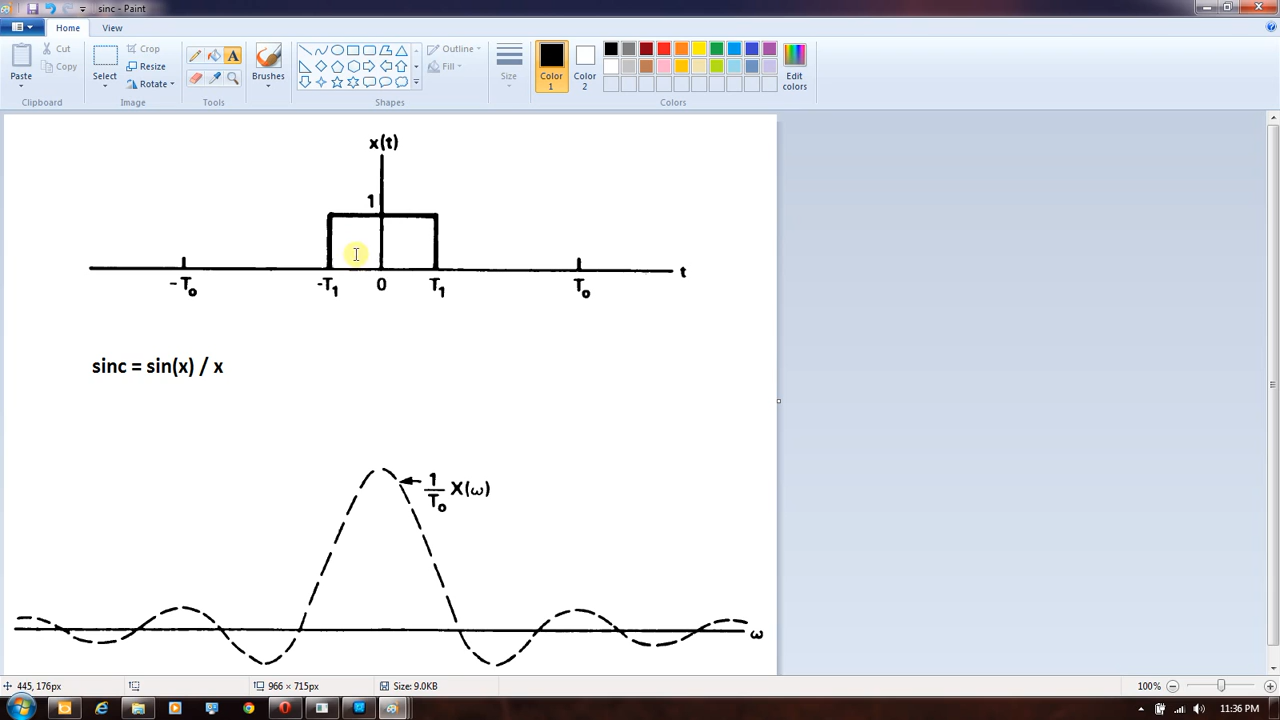 sinc - Paint
Home View
Paste
Cut
Copy
Clipboard
Select
Crop
Resize
Rotate
Image
A
Tools
Brushes
Outline
Fill
Shapes
Size
Color 1
Color 2
Edit colors
Colors
x(t)
1
-T₀ -T₁ 0 T₁ T₀ t
sinc = sin(x) / x
1/T₀ X(ω)
ω
445, 176px 966 × 715px Size: 9.0KB 100%
11:36 PM